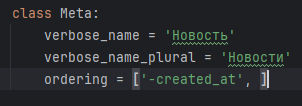 class Meta:
    verbose_name = 'Новость'
    verbose_name_plural = 'Новости'
    ordering = ['-created_at', ]